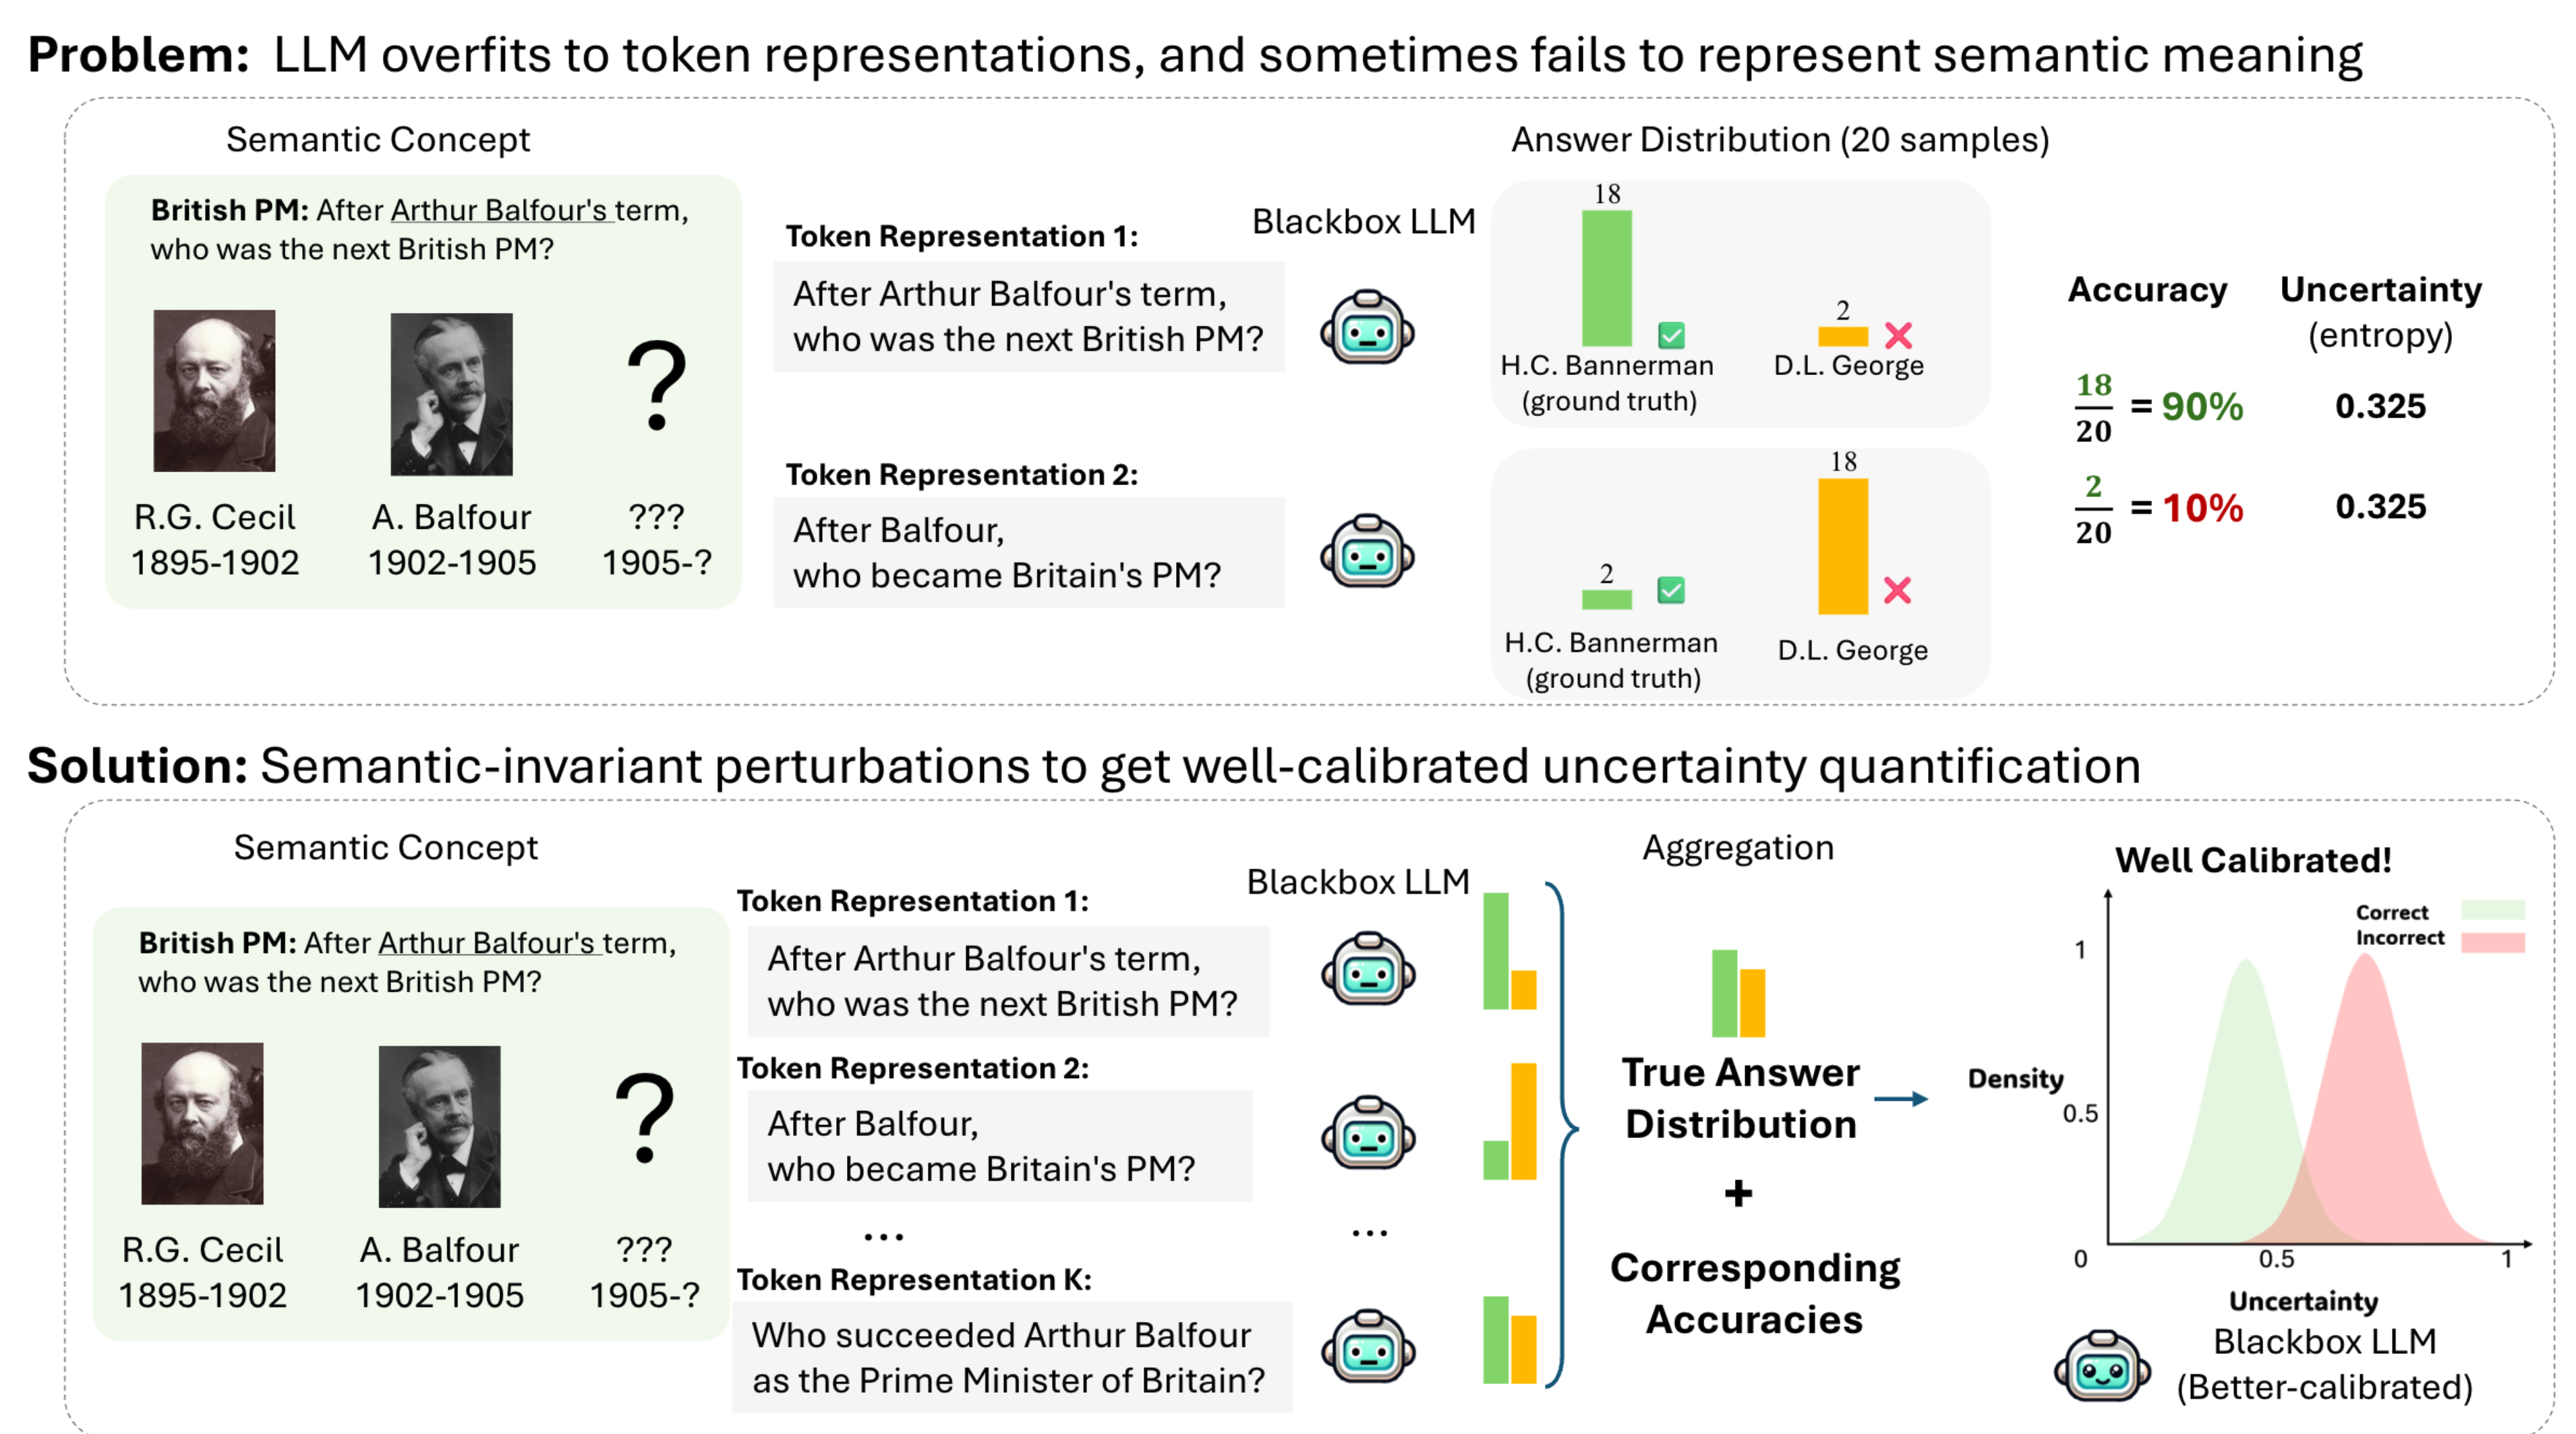 Problem: LLM overfits to token representations, and sometimes fails to represent semantic meaning
Semantic Concept
British PM: After Arthur Balfour's term,
who was the next British PM?
R.G. Cecil
1895-1902
A. Balfour
1902-1905
?
???
1905-?
Token Representation 1:
After Arthur Balfour's term,
who was the next British PM?
Token Representation 2:
After Balfour,
who became Britain's PM?
Blackbox LLM
Answer Distribution (20 samples)
18
2
H.C. Bannerman
(ground truth)
D.L. George
2
18
H.C. Bannerman
(ground truth)
D.L. George
Accuracy
Uncertainty
(entropy)
18
20
= 90%
0.325
2
20
= 10%
0.325
Solution: Semantic-invariant perturbations to get well-calibrated uncertainty quantification
Semantic Concept
British PM: After Arthur Balfour's term,
who was the next British PM?
R.G. Cecil
1895-1902
A. Balfour
1902-1905
?
???
1905-?
Token Representation 1:
After Arthur Balfour's term,
who was the next British PM?
Token Representation 2:
After Balfour,
who became Britain's PM?
...
Token Representation K:
Who succeeded Arthur Balfour
as the Prime Minister of Britain?
Blackbox LLM
...
Aggregation
True Answer
Distribution
+
Corresponding
Accuracies
Well Calibrated!
Correct
Incorrect
1
Density
0.5
0
0.5
1
Uncertainty
Blackbox LLM
(Better-calibrated)